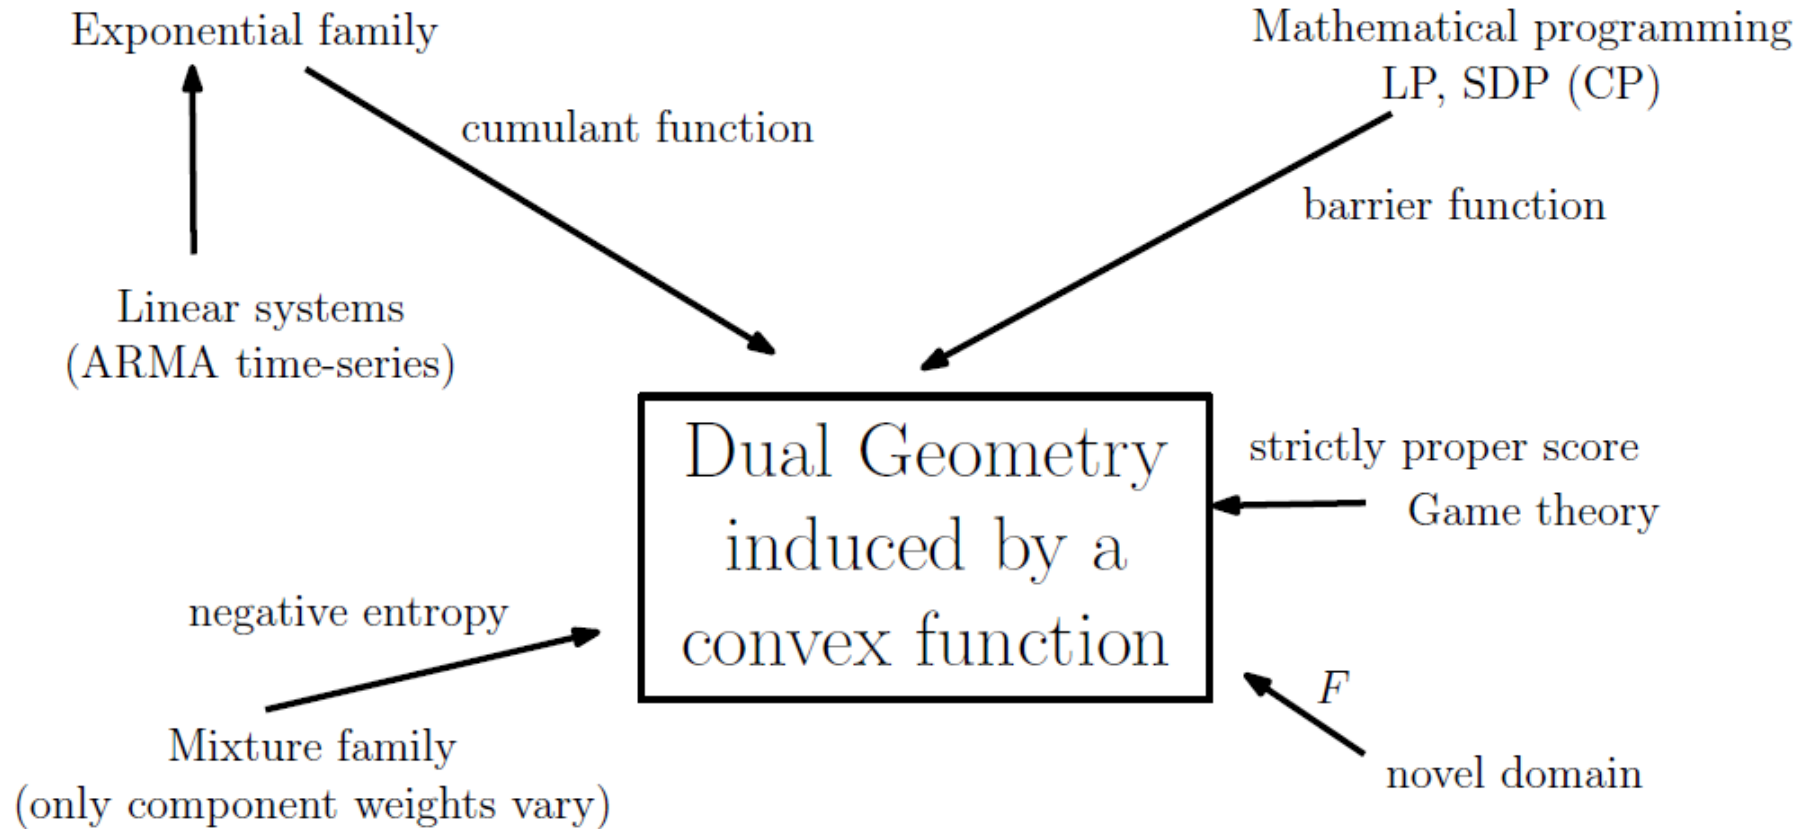 Exponential family
Mathematical programming
LP, SDP (CP)
cumulant function
barrier function
Linear systems
(ARMA time-series)
Dual Geometry
induced by a
convex function
strictly proper score
Game theory
negative entropy
F
Mixture family
(only component weights vary)
novel domain